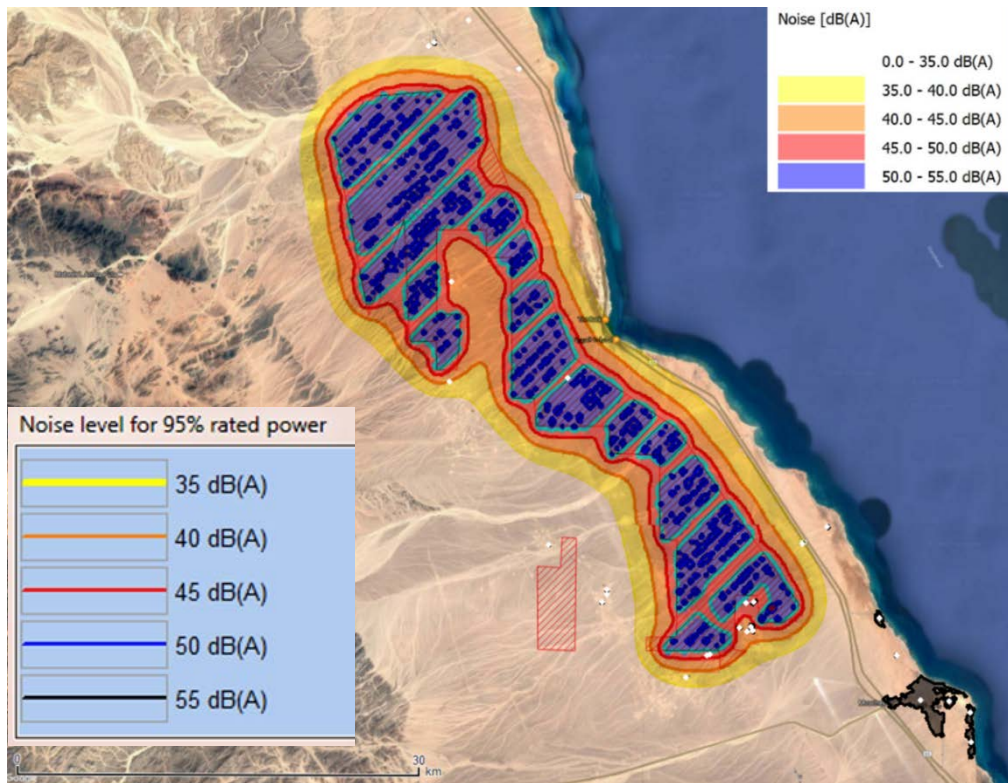 Noise [dB(A)]
0.0 - 35.0 dB(A)
35.0 - 40.0 dB(A)
40.0 - 45.0 dB(A)
45.0 - 50.0 dB(A)
50.0 - 55.0 dB(A)
Noise level for 95% rated power
35 dB(A)
40 dB(A)
45 dB(A)
50 dB(A)
55 dB(A)
0
30
km